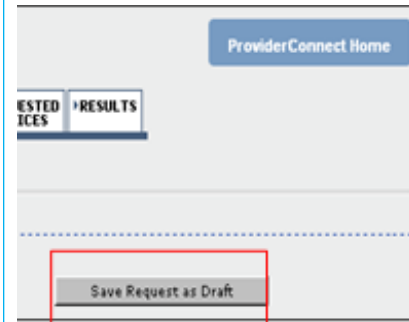 ProviderConnect Home
ESTED ▸RESULTS
ICES
Save Request as Draft